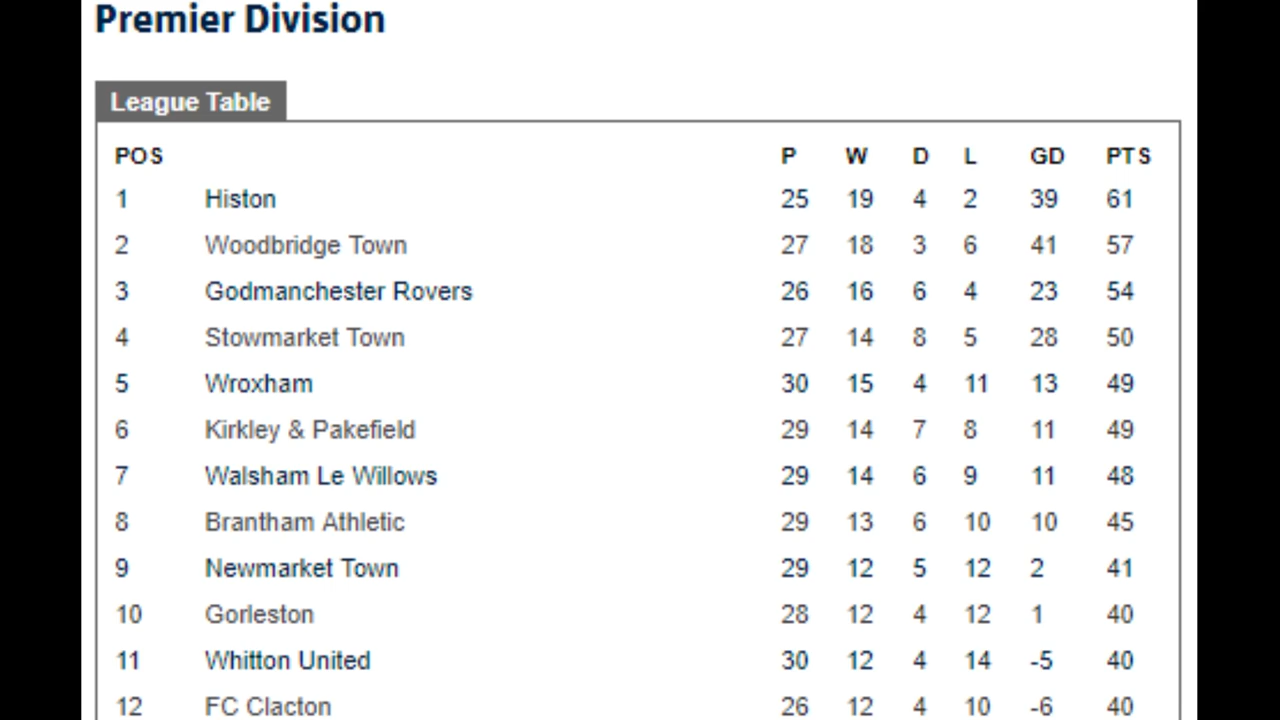 Premier Division
League Table
POS P W D L GD PTS
1 Histon 25 19 4 2 39 61
2 Woodbridge Town 27 18 3 6 41 57
3 Godmanchester Rovers 26 16 6 4 23 54
4 Stowmarket Town 27 14 8 5 28 50
5 Wroxham 30 15 4 11 13 49
6 Kirkley & Pakefield 29 14 7 8 11 49
7 Walsham Le Willows 29 14 6 9 11 48
8 Brantham Athletic 29 13 6 10 10 45
9 Newmarket Town 29 12 5 12 2 41
10 Gorleston 28 12 4 12 1 40
11 Whitton United 30 12 4 14 -5 40
12 FC Clacton 26 12 4 10 -6 40